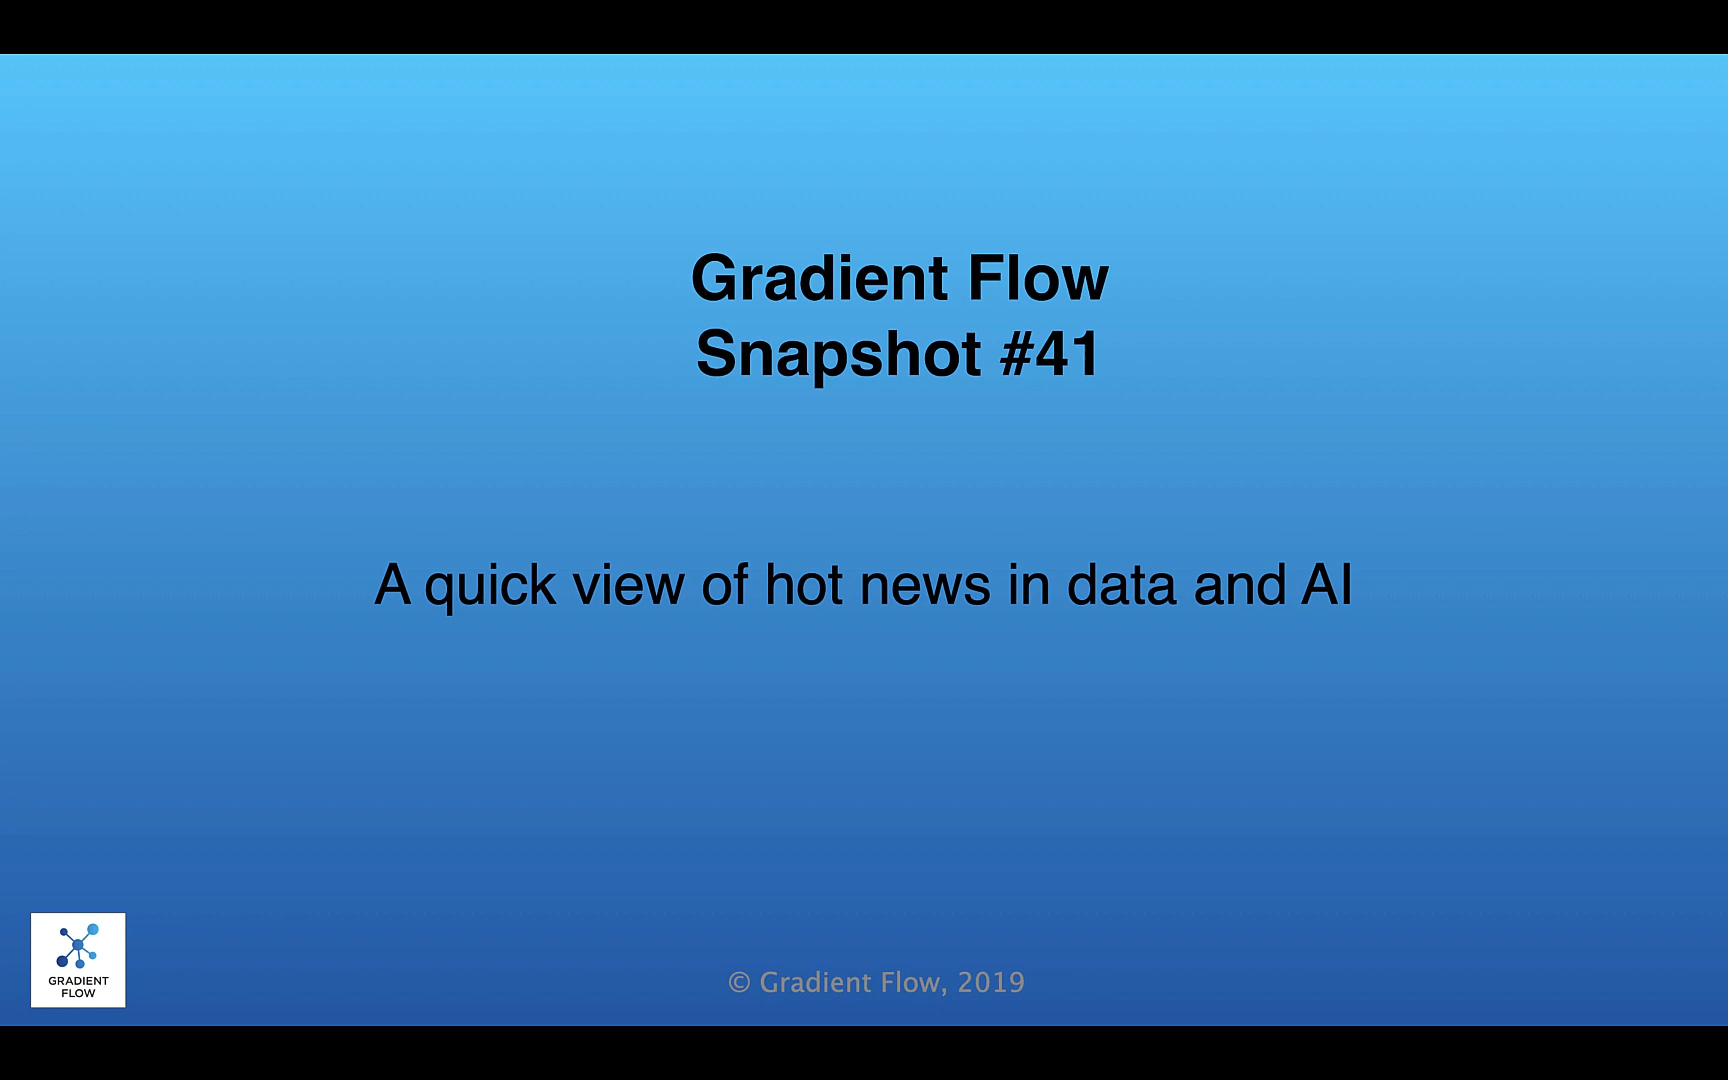 Gradient Flow
Snapshot #41
A quick view of hot news in data and AI
GRADIENT
FLOW
© Gradient Flow, 2019